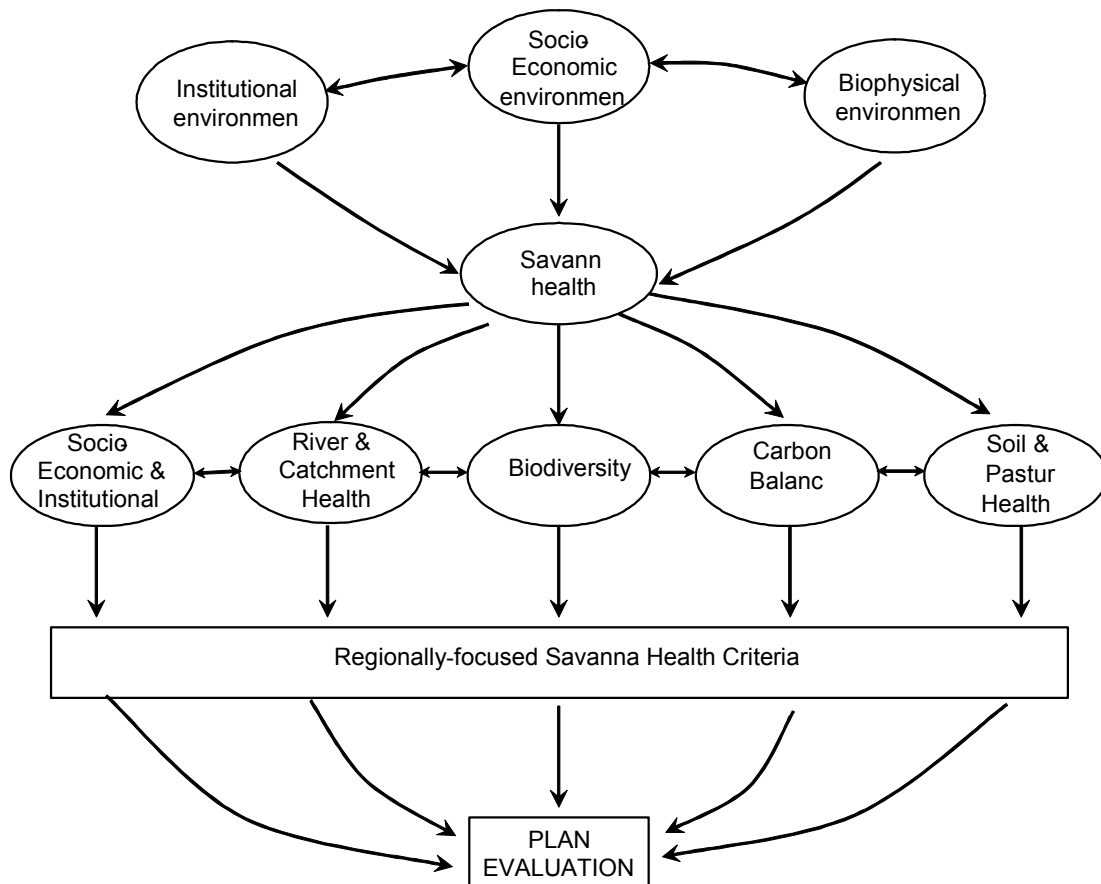 Institutional
environmen
Socio-
Economic
environmen
Biophysical
environmen
Savann
health
Socio-
Economic &
Institutional
River &
Catchment
Health
Biodiversity
Carbon
Balanc
Soil &
Pastur
Health
Regionally-focused Savanna Health Criteria
PLAN
EVALUATION